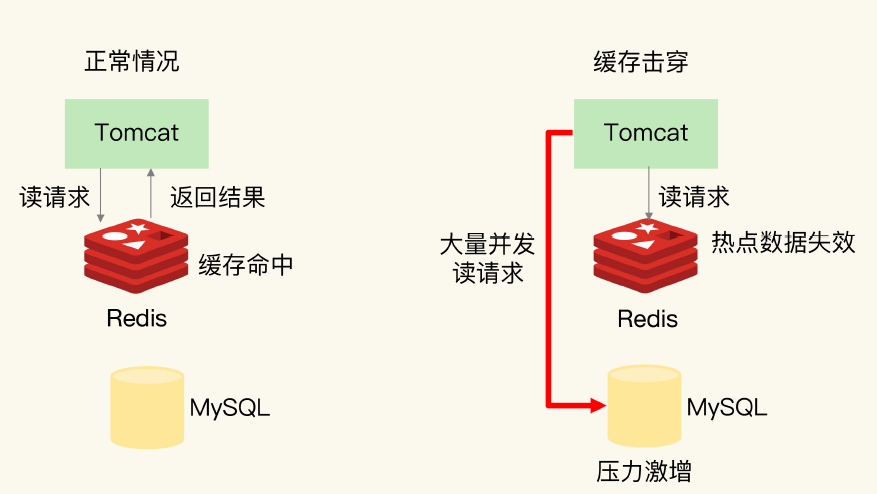 正常情况
Tomcat
读请求
返回结果
缓存命中
Redis
MySQL
缓存击穿
Tomcat
读请求
大量并发
读请求
热点数据失效
Redis
MySQL
压力激增